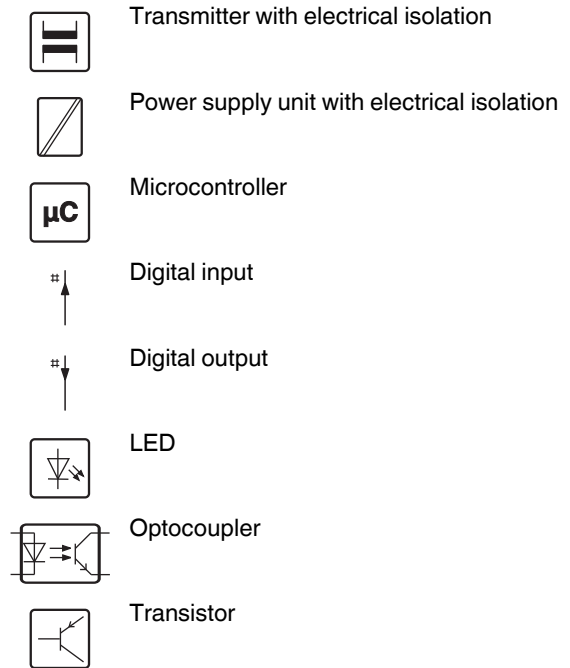 Transmitter with electrical isolation
Power supply unit with electrical isolation
µC
Microcontroller
#
Digital input
#
Digital output
LED
Optocoupler
Transistor